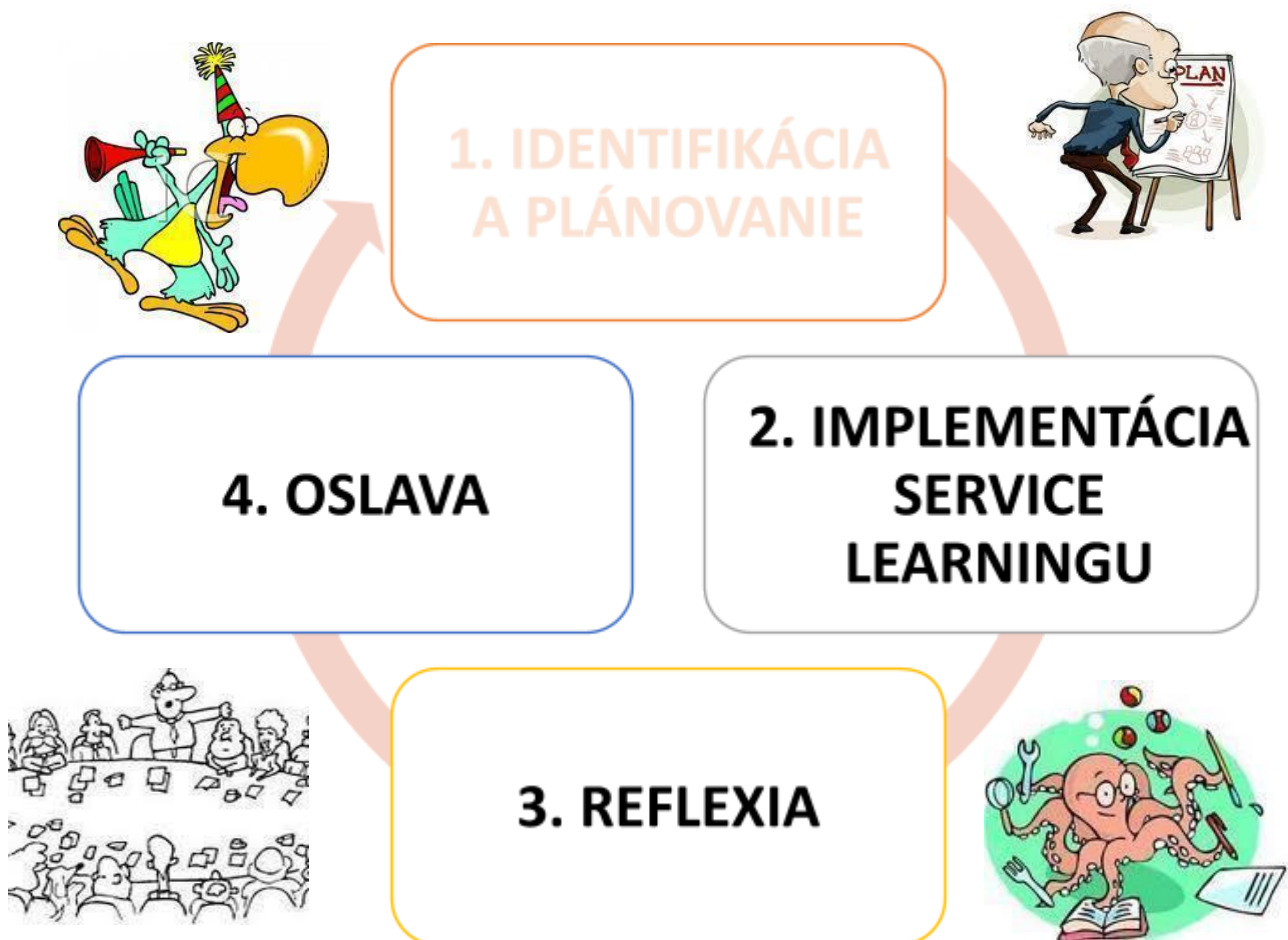 1. IDENTIFIKÁCIA
A PLÁNOVANIE
PLAN
4. OSLAVA
2. IMPLEMENTÁCIA
SERVICE
LEARNINGU
3. REFLEXIA